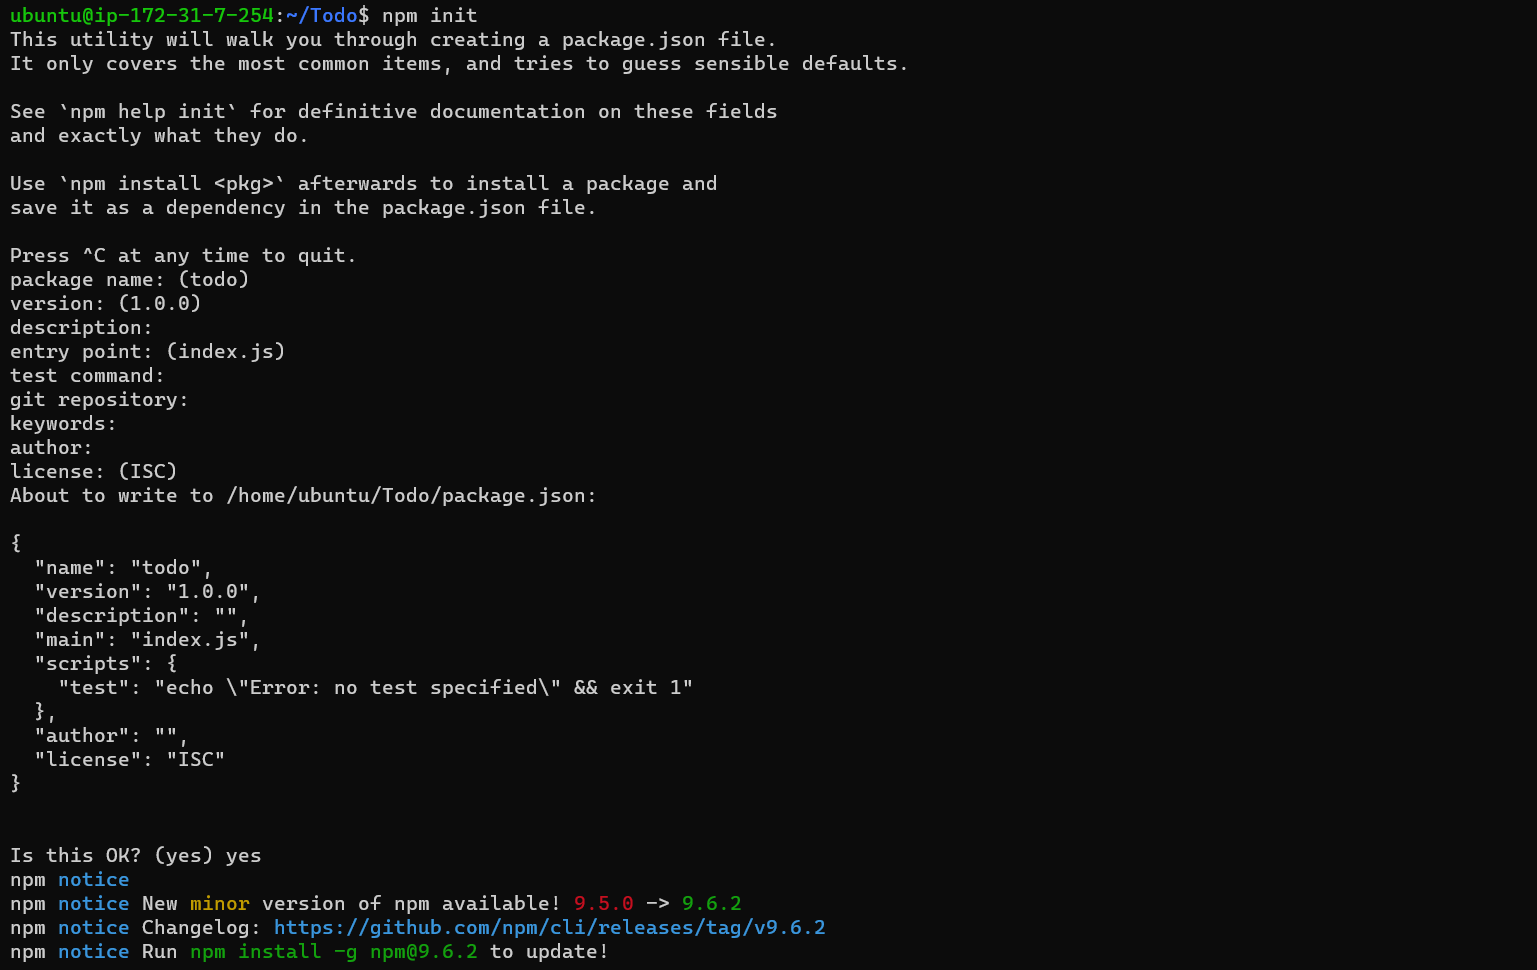 ubuntu@ip-172-31-7-254:~/Todo$ npm init
This utility will walk you through creating a package.json file.
It only covers the most common items, and tries to guess sensible defaults.

See `npm help init` for definitive documentation on these fields
and exactly what they do.

Use `npm install <pkg>` afterwards to install a package and
save it as a dependency in the package.json file.

Press ^C at any time to quit.
package name: (todo)
version: (1.0.0)
description:
entry point: (index.js)
test command:
git repository:
keywords:
author:
license: (ISC)
About to write to /home/ubuntu/Todo/package.json:

{
  "name": "todo",
  "version": "1.0.0",
  "description": "",
  "main": "index.js",
  "scripts": {
    "test": "echo \"Error: no test specified\" && exit 1"
  },
  "author": "",
  "license": "ISC"
}


Is this OK? (yes) yes
npm notice
npm notice New minor version of npm available! 9.5.0 -> 9.6.2
npm notice Changelog: https://github.com/npm/cli/releases/tag/v9.6.2
npm notice Run npm install -g npm@9.6.2 to update!